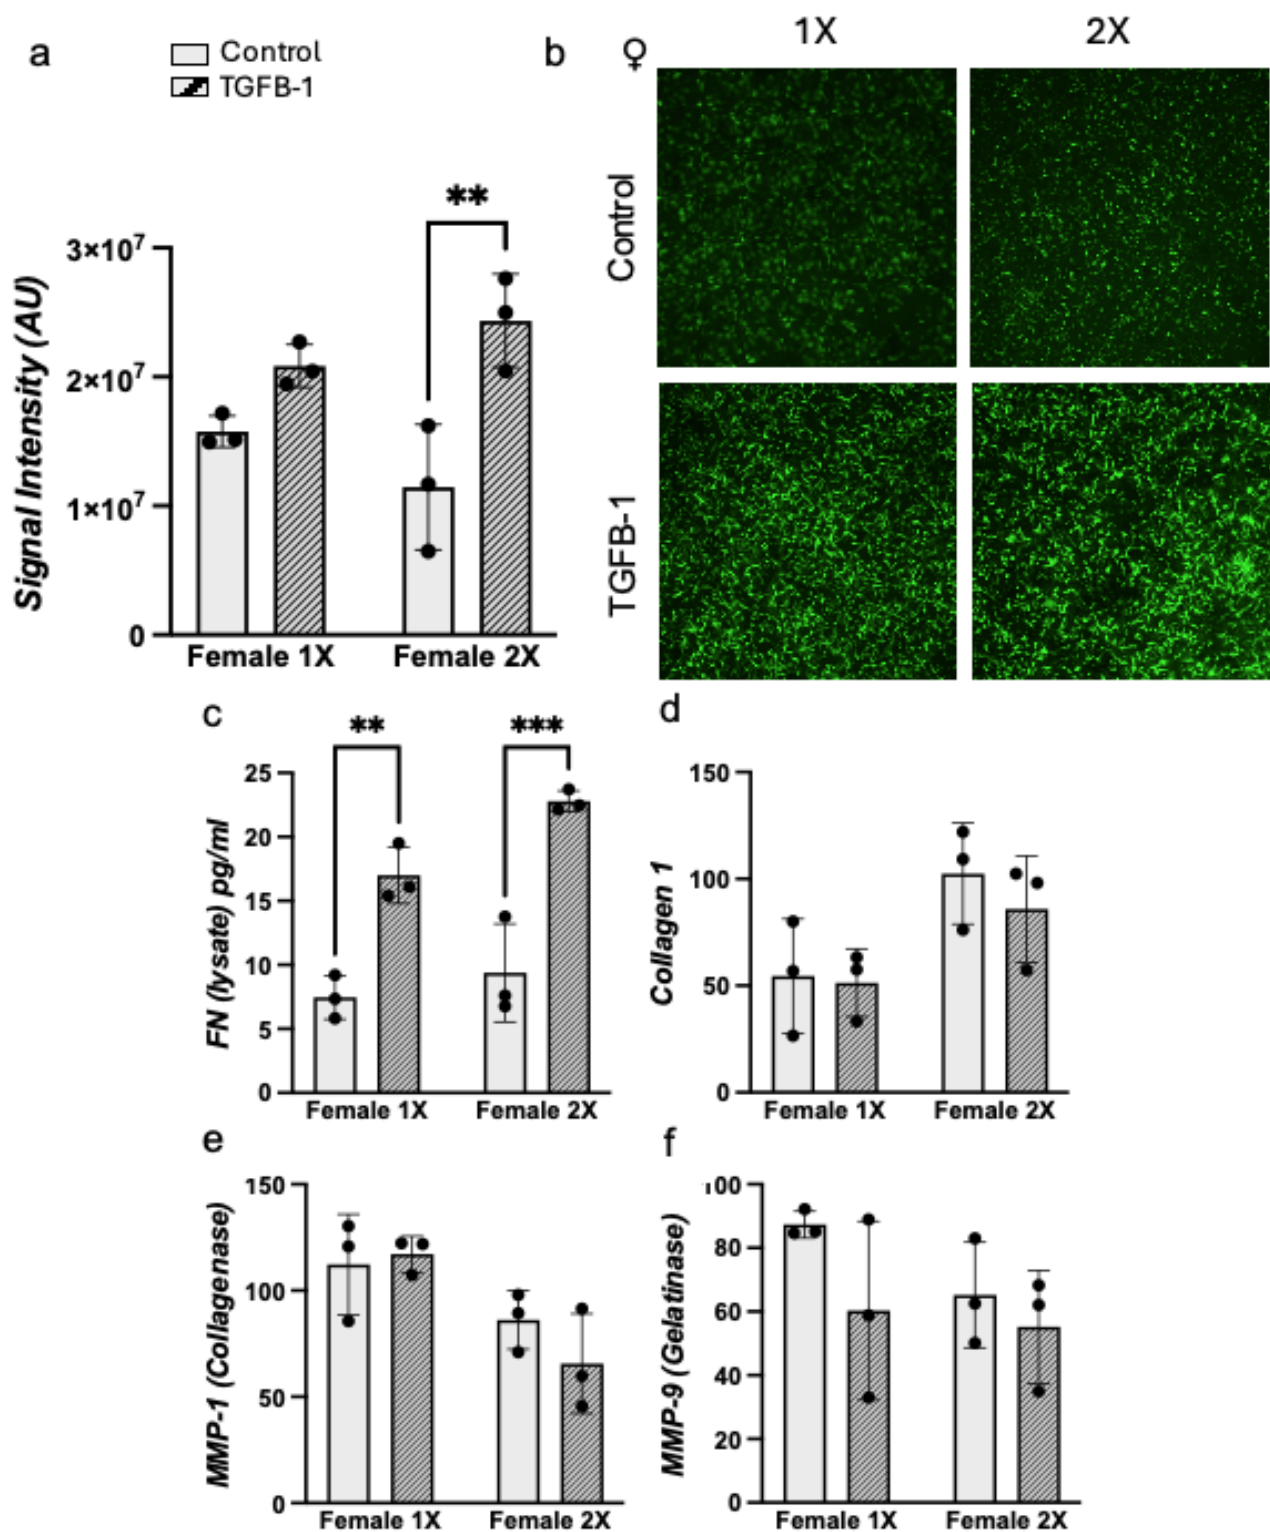 a
Control
TGFB-1
**
3×10⁷
2×10⁷
1×10⁷
0
Signal Intensity (AU)
Female 1X
Female 2X
b
♀
1X
2X
Control
TGFB-1
c
**
***
25
20
15
10
5
0
FN (lysate) pg/ml
Female 1X
Female 2X
d
150
100
50
0
Collagen 1
Female 1X
Female 2X
e
150
100
50
0
MMP-1 (Collagenase)
Female 1X
Female 2X
f
100
80
60
40
20
0
MMP-9 (Gelatinase)
Female 1X
Female 2X